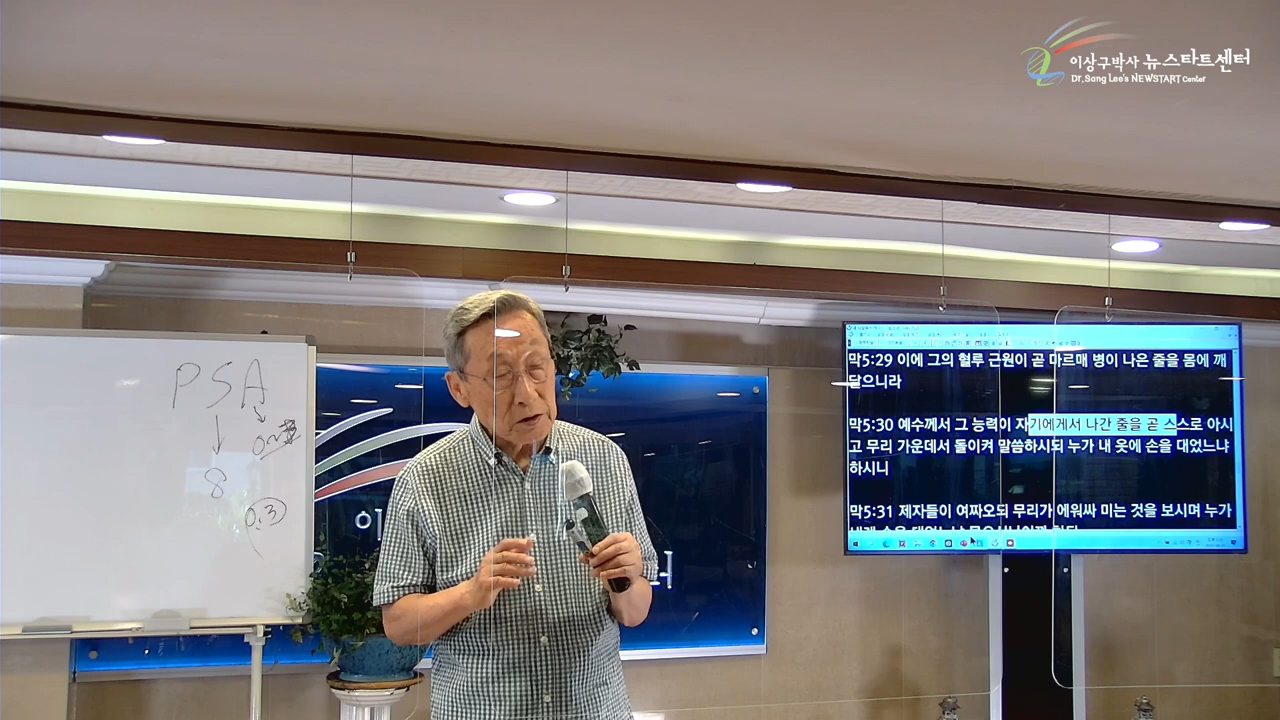 이상구박사 뉴스타트센터
Dr. Sang Lee's NEWSTART Center
PSA
8
0.3
막5:29 이에 그의 혈루 근원이 곧 마르매 병이 나은 줄을 몸에 깨
달으니라
막5:30 예수께서 그 능력이 자기에게서 나간 줄을 곧 스스로 아시
고 무리 가운데서 돌이켜 말씀하시되 누가 내 옷에 손을 대었느냐
하시니
막5:31 제자들이 여짜오되 무리가 에워싸 미는 것을 보시며 누가